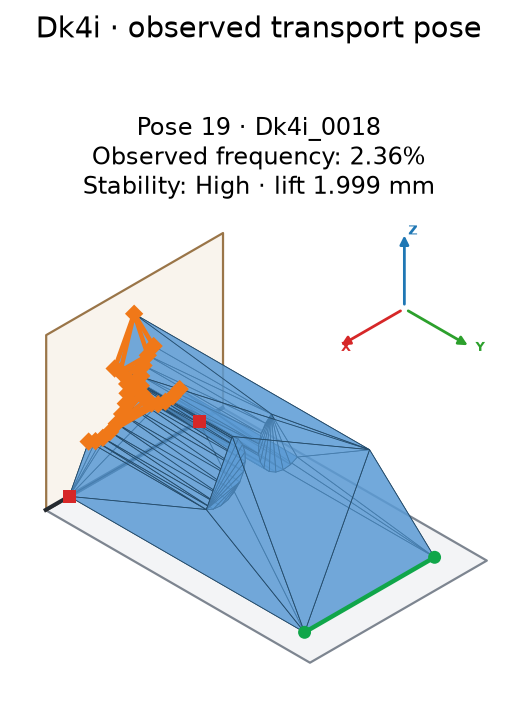 Dk4i · observed transport pose
Pose 19 · Dk4i_0018
Observed frequency: 2.36%
Stability: High · lift 1.999 mm
Z
X
Y